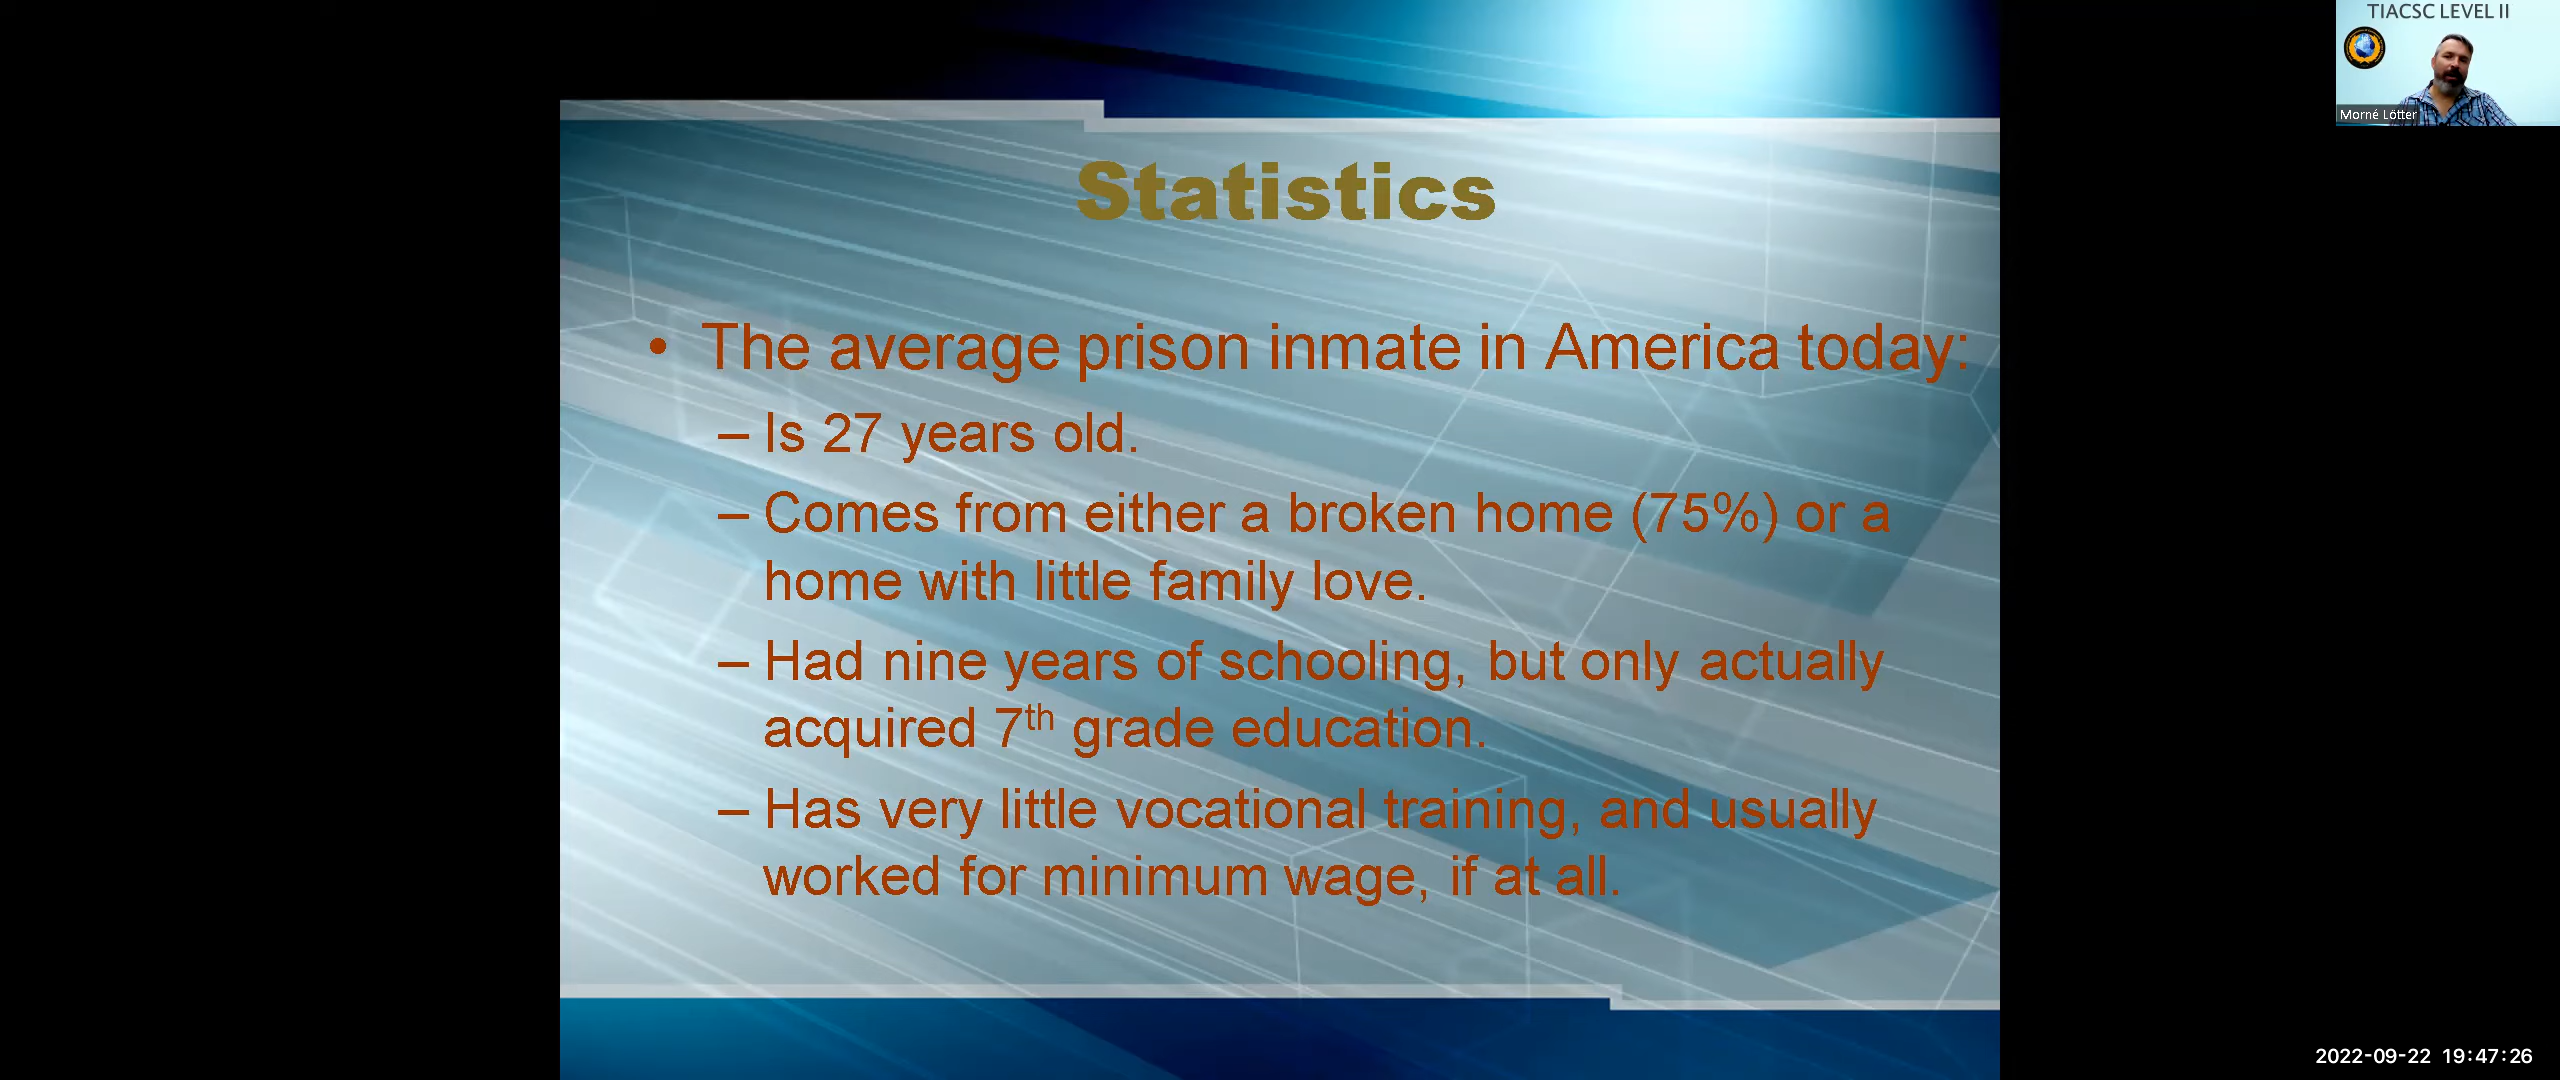 TIACSC LEVEL II
Morné Lötter
Statistics
• The average prison inmate in America today:
– Is 27 years old.
– Comes from either a broken home (75%) or a
home with little family love.
– Had nine years of schooling, but only actually
acquired 7th grade education.
– Has very little vocational training, and usually
worked for minimum wage, if at all.
2022-09-22 19:47:26